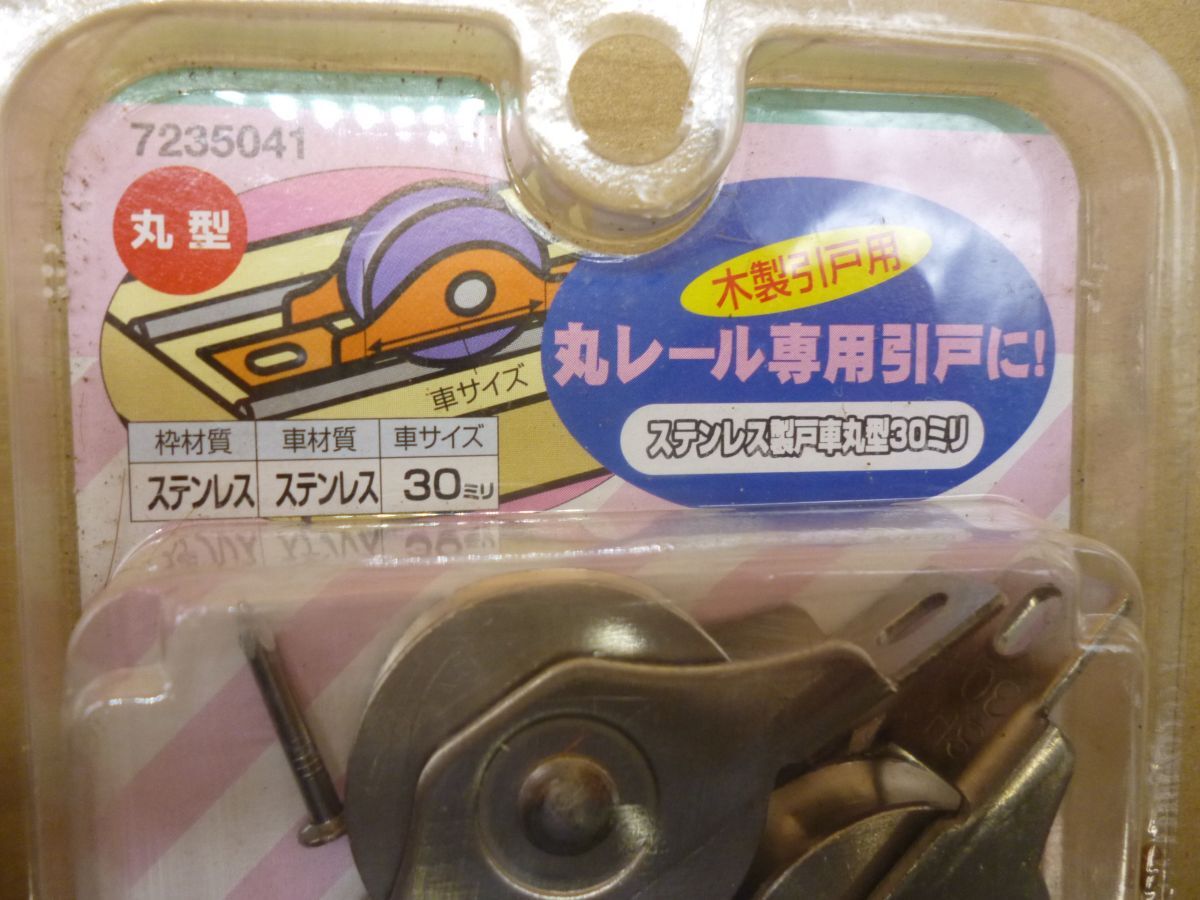 7235041
丸型
木製引戸用
丸レール専用引戸に!
ステンレス製戸車丸型30ミリ
車サイズ
枠材質 車材質 車サイズ
ステンレス ステンレス 30ミリ
30